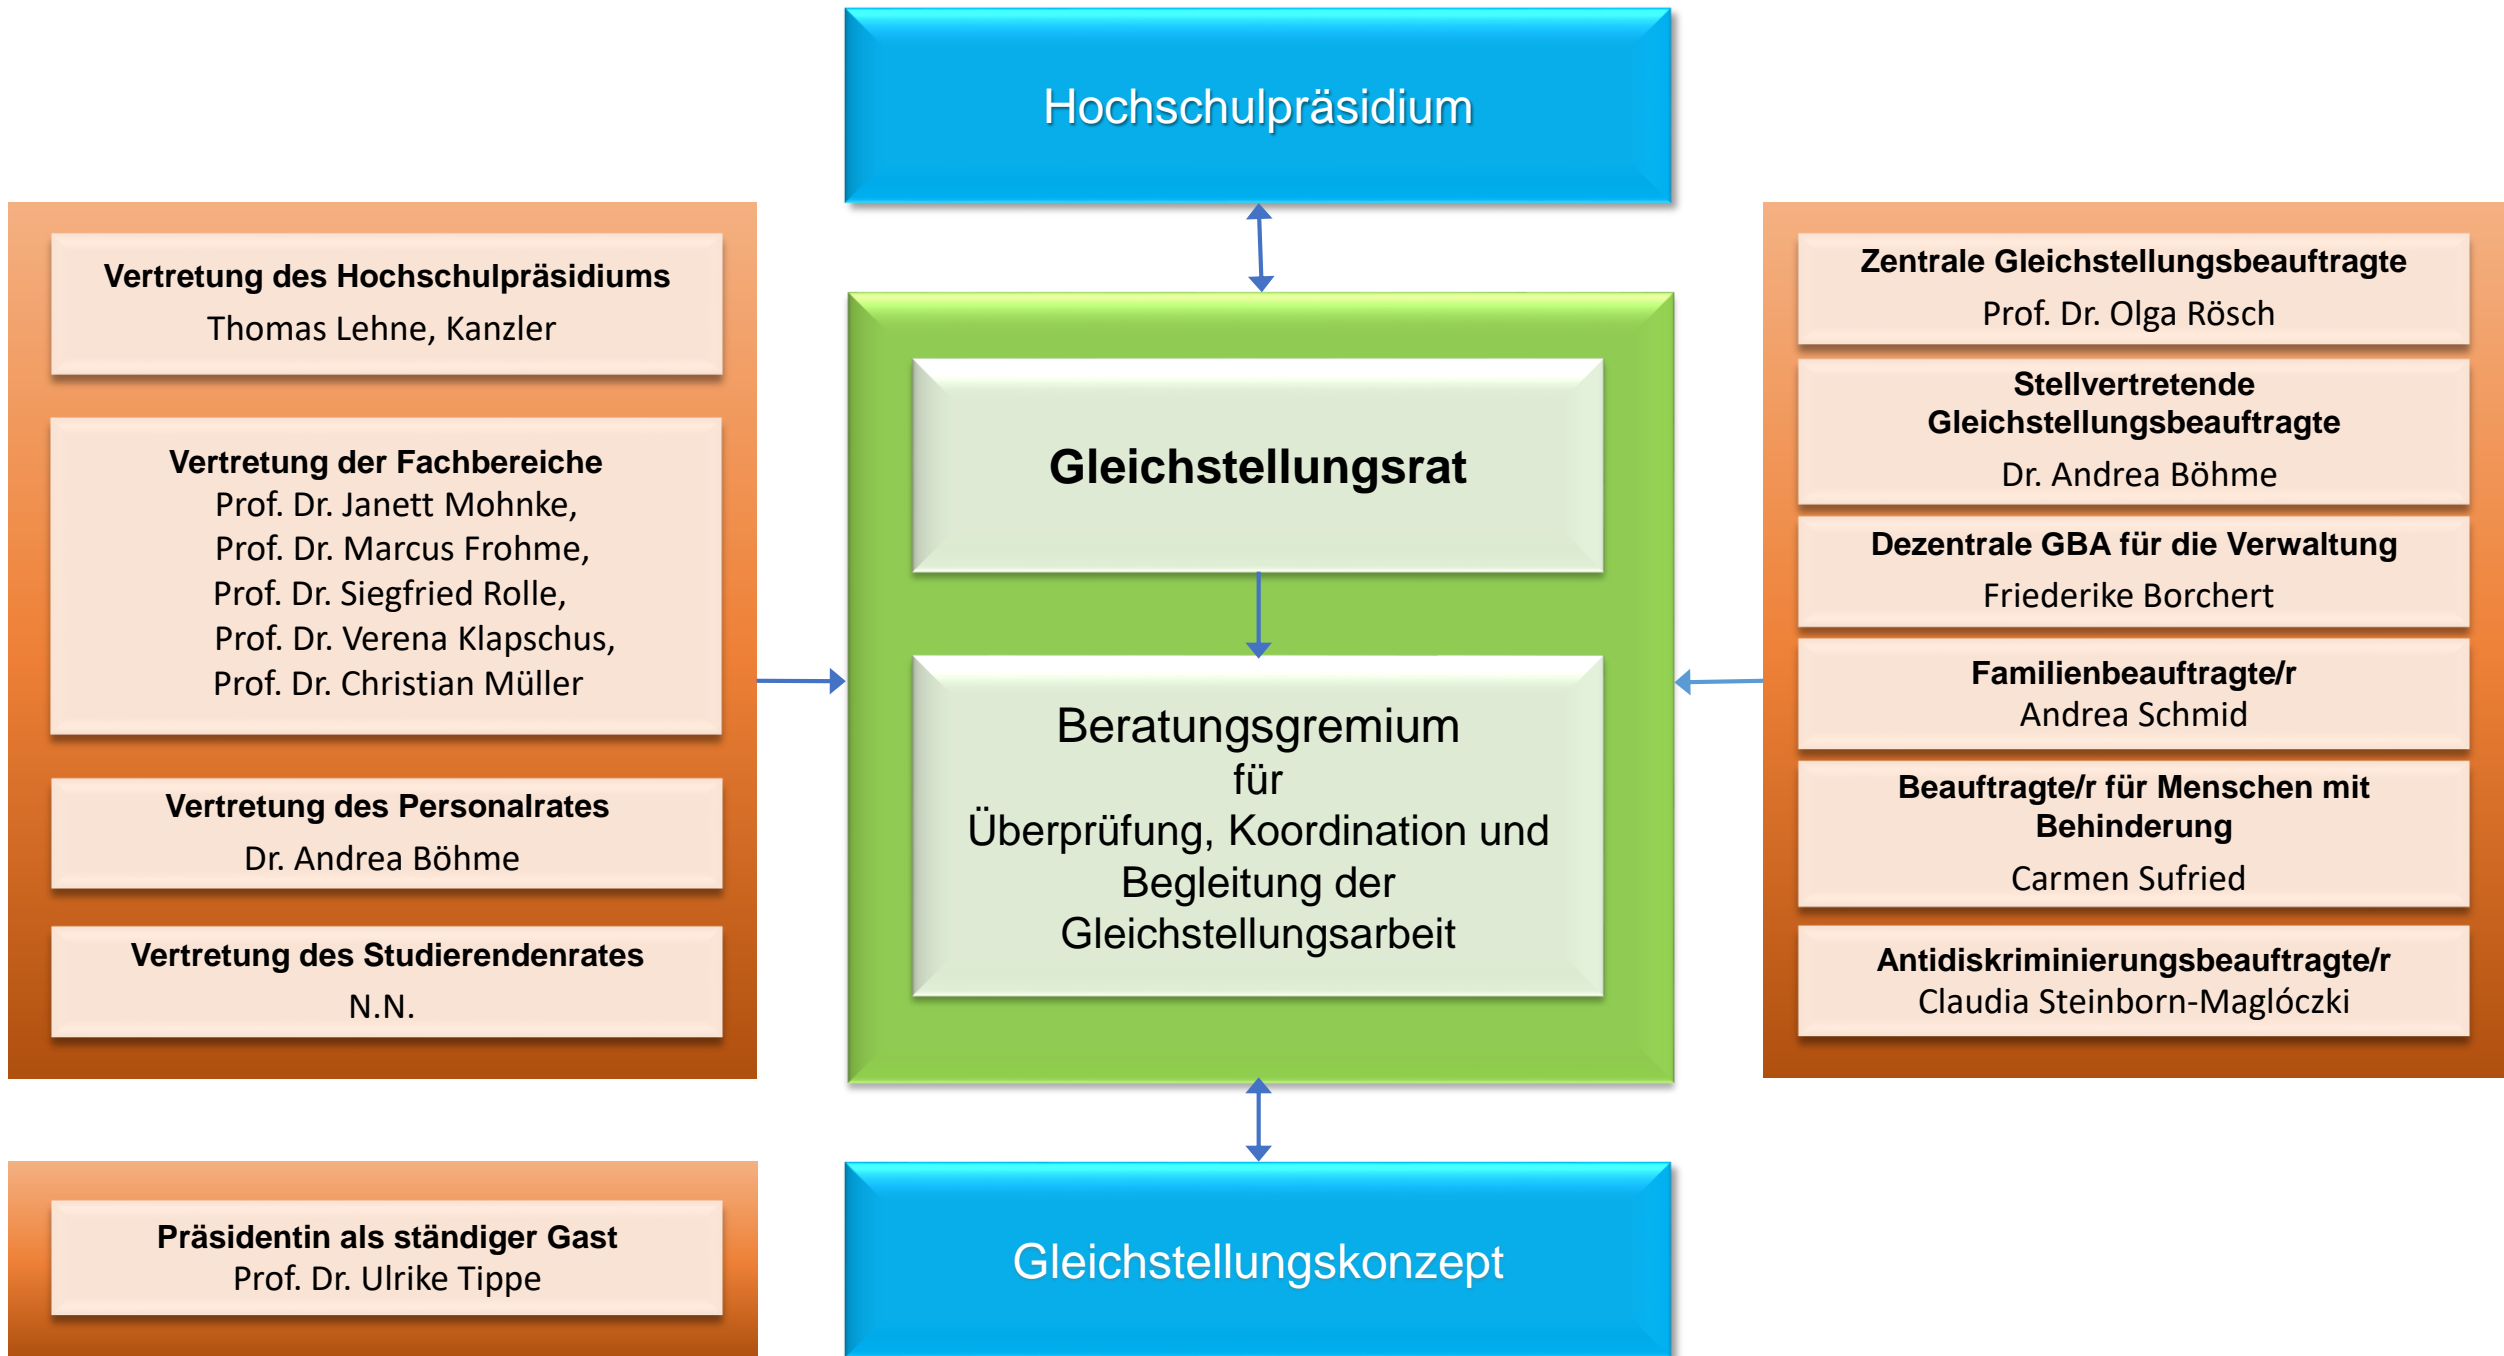 Hochschulpräsidium
Vertretung des Hochschulpräsidiums
Thomas Lehne, Kanzler
Vertretung der Fachbereiche
Prof. Dr. Janett Mohnke,
Prof. Dr. Marcus Frohme,
Prof. Dr. Siegfried Rolle,
Prof. Dr. Verena Klapschus,
Prof. Dr. Christian Müller
Vertretung des Personalrates
Dr. Andrea Böhme
Vertretung des Studierendenrates
N.N.
Gleichstellungsrat
Beratungsgremium
für
Überprüfung, Koordination und
Begleitung der
Gleichstellungsarbeit
Zentrale Gleichstellungsbeauftragte
Prof. Dr. Olga Rösch
Stellvertretende
Gleichstellungsbeauftragte
Dr. Andrea Böhme
Dezentrale GBA für die Verwaltung
Friederike Borchert
Familienbeauftragte/r
Andrea Schmid
Beauftragte/r für Menschen mit
Behinderung
Carmen Sufried
Antidiskriminierungsbeauftragte/r
Claudia Steinborn-Maglóczki
Präsidentin als ständiger Gast
Prof. Dr. Ulrike Tippe
Gleichstellungskonzept